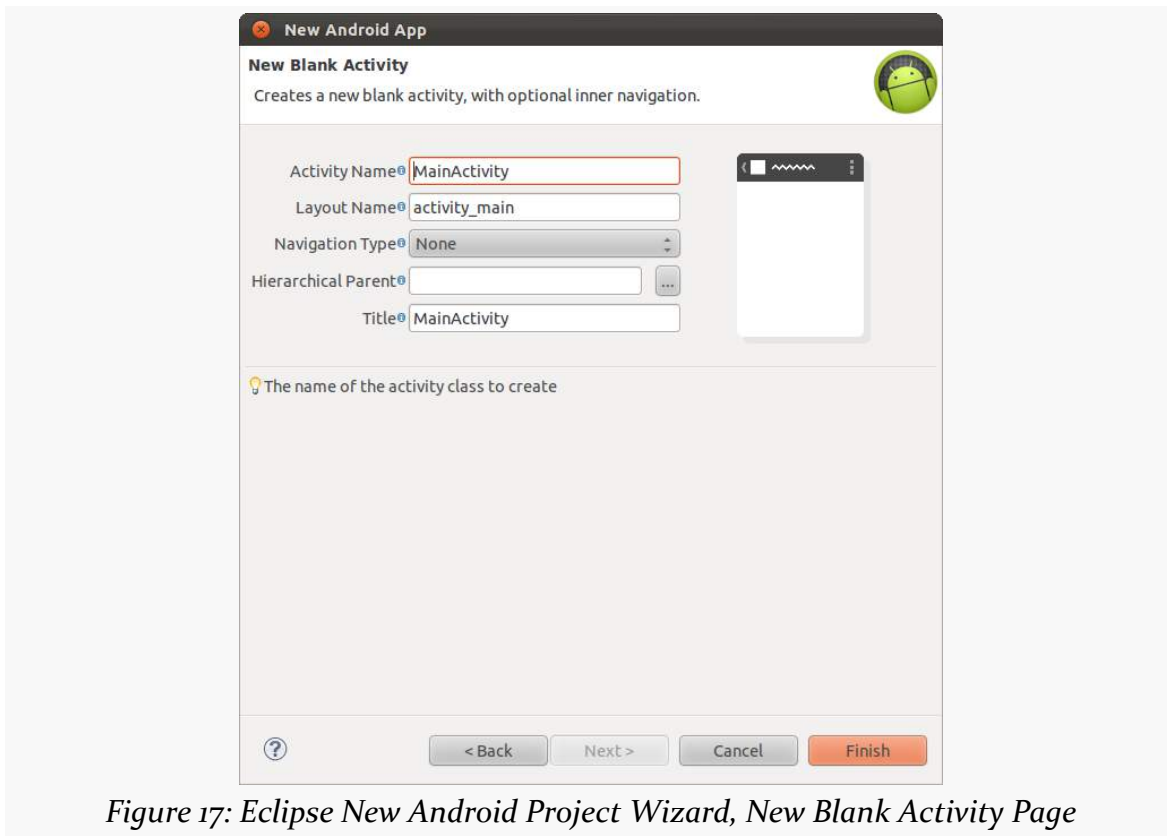 New Android App
New Blank Activity
Creates a new blank activity, with optional inner navigation.
Activity Name MainActivity
Layout Name activity_main
Navigation Type None
Hierarchical Parent ...
Title MainActivity
The name of the activity class to create
? < Back Next > Cancel Finish
Figure 17: Eclipse New Android Project Wizard, New Blank Activity Page